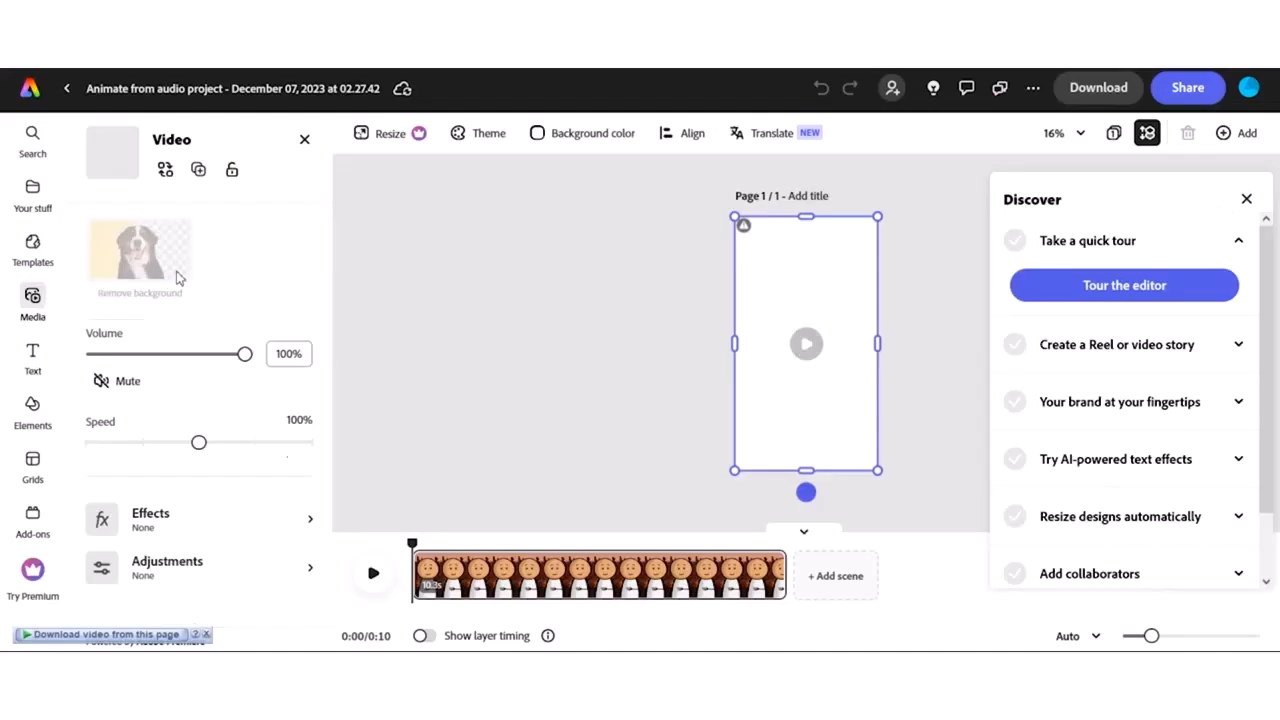 Animate from audio project - December 07, 2023 at 02.27.42
Download
Share
Search
Your stuff
Templates
Media
Text
Elements
Grids
Add-ons
Try Premium
Video
Remove background
Volume
100%
Mute
Speed
100%
Effects
None
Adjustments
None
Download video from this page
Resize
Theme
Background color
Align
Translate NEW
16%
Add
Page 1 / 1 - Add title
Discover
Take a quick tour
Tour the editor
Create a Reel or video story
Your brand at your fingertips
Try AI-powered text effects
Resize designs automatically
Add collaborators
10.3s
+ Add scene
0:00/0:10
Show layer timing
Auto